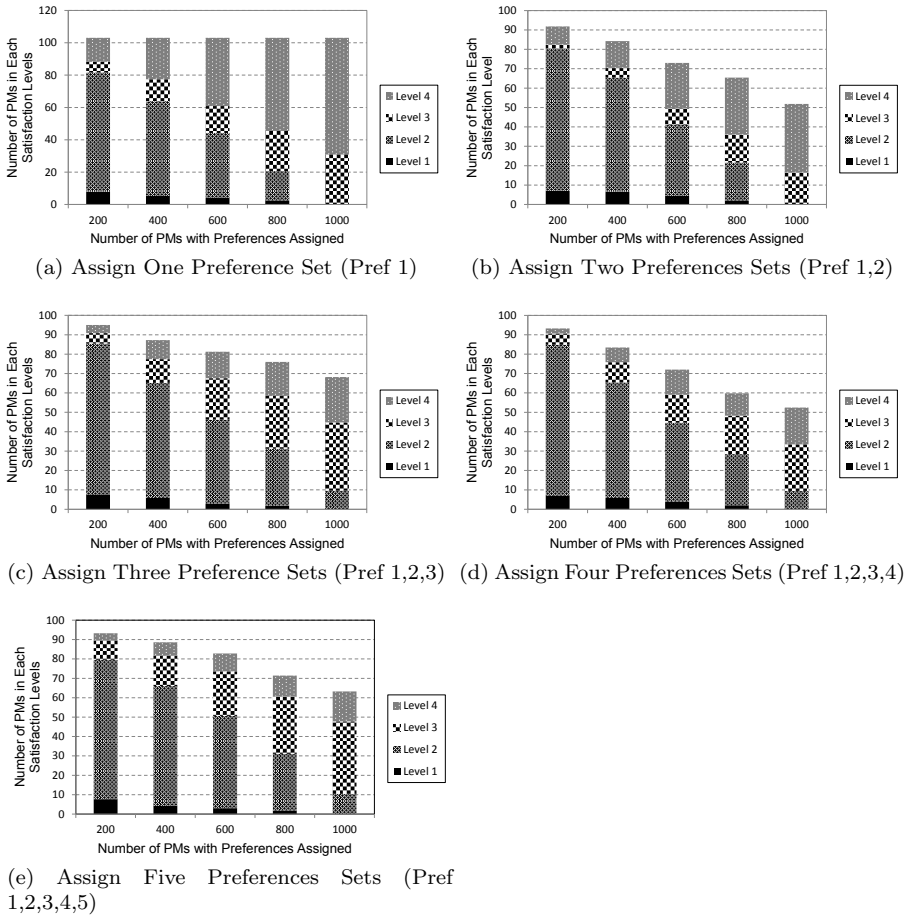 120
100
80
60
40
20
0
Number of PMs in Each
Satisfaction Levels
200 400 600 800 1000
Number of PMs with Preferences Assigned
Level 4
Level 3
Level 2
Level 1
(a) Assign One Preference Set (Pref 1)
100
90
80
70
60
50
40
30
20
10
0
Number of PMs in Each
Satisfaction Level
200 400 600 800 1000
Number of PMs with Preferences Assigned
Level 4
Level 3
Level 2
Level 1
(b) Assign Two Preferences Sets (Pref 1,2)
100
90
80
70
60
50
40
30
20
10
0
Number of PMs in Each
Satisfaction Levels
200 400 600 800 1000
Number of PMs with Preferences Assigned
Level 4
Level 3
Level 2
Level 1
(c) Assign Three Preference Sets (Pref 1,2,3)
100
90
80
70
60
50
40
30
20
10
0
Number of PMs in Each
Satisfaction Levels
200 400 600 800 1000
Number of PMs with Preferences Assigned
Level 4
Level 3
Level 2
Level 1
(d) Assign Four Preferences Sets (Pref 1,2,3,4)
100
90
80
70
60
50
40
30
20
10
0
Number of PMs in Each
Satisfaction Levels
200 400 600 800 1000
Number of PMs with Preferences Assigned
Level 4
Level 3
Level 2
Level 1
(e) Assign Five Preferences Sets (Pref
1,2,3,4,5)